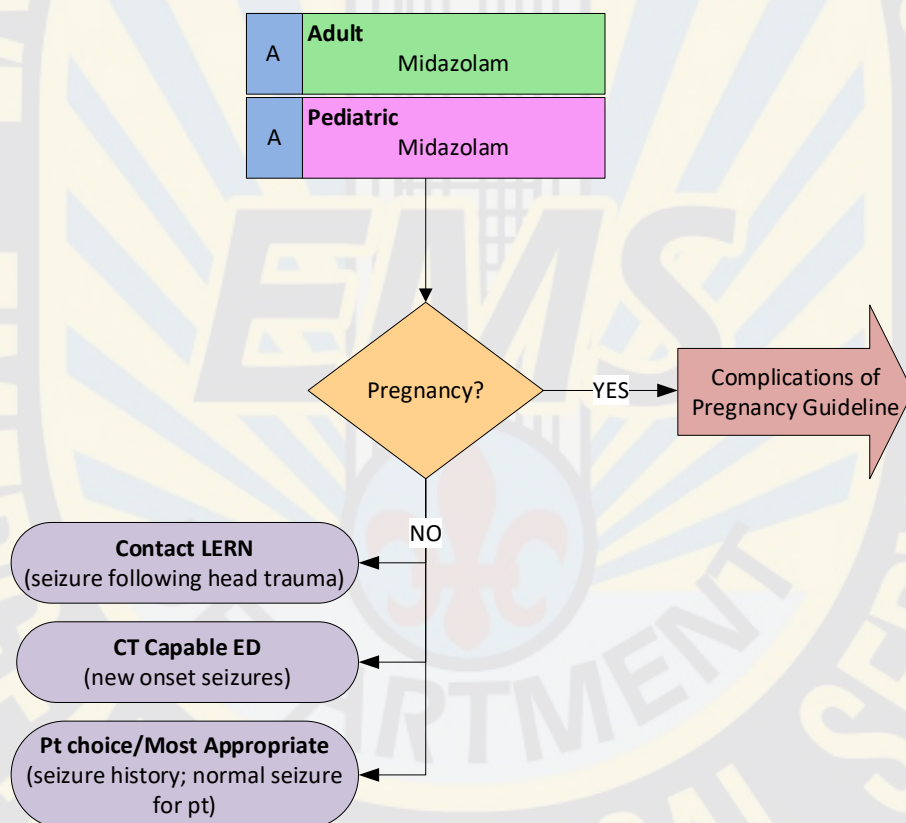 A
Adult
Midazolam
A
Pediatric
Midazolam
EMS
Pregnancy?
YES
Complications of
Pregnancy Guideline
NO
Contact LERN
(seizure following head trauma)
CT Capable ED
(new onset seizures)
Pt choice/Most Appropriate
(seizure history; normal seizure
for pt)